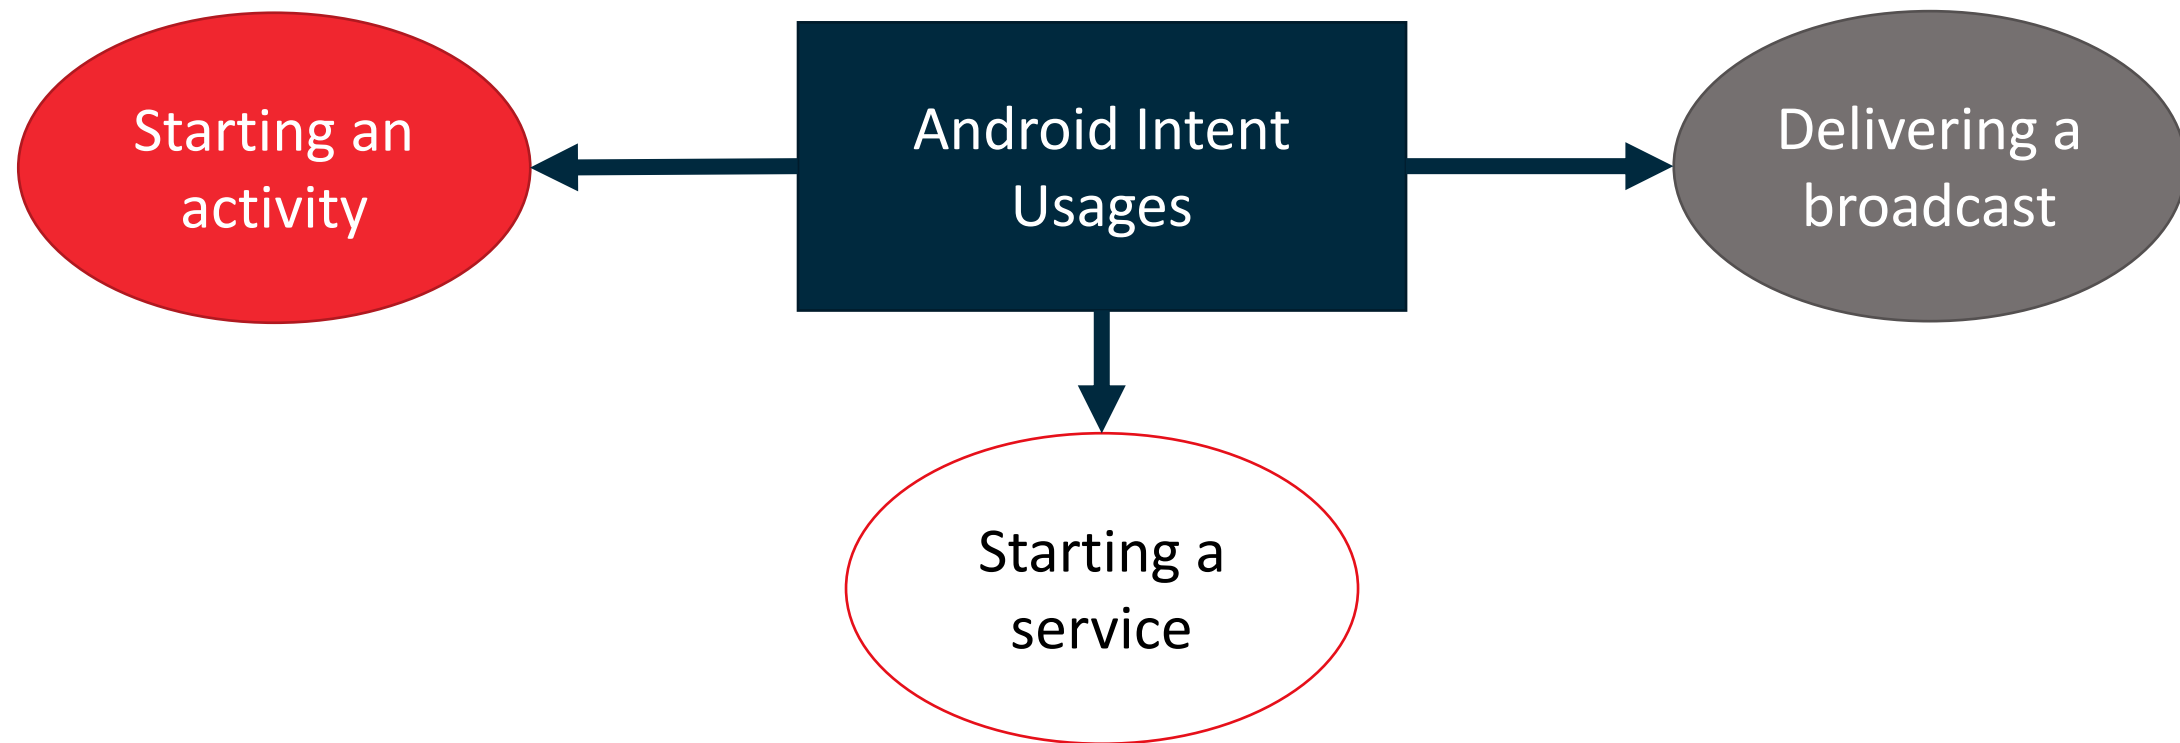 Starting an
activity
Android Intent
Usages
Delivering a
broadcast
Starting a
service